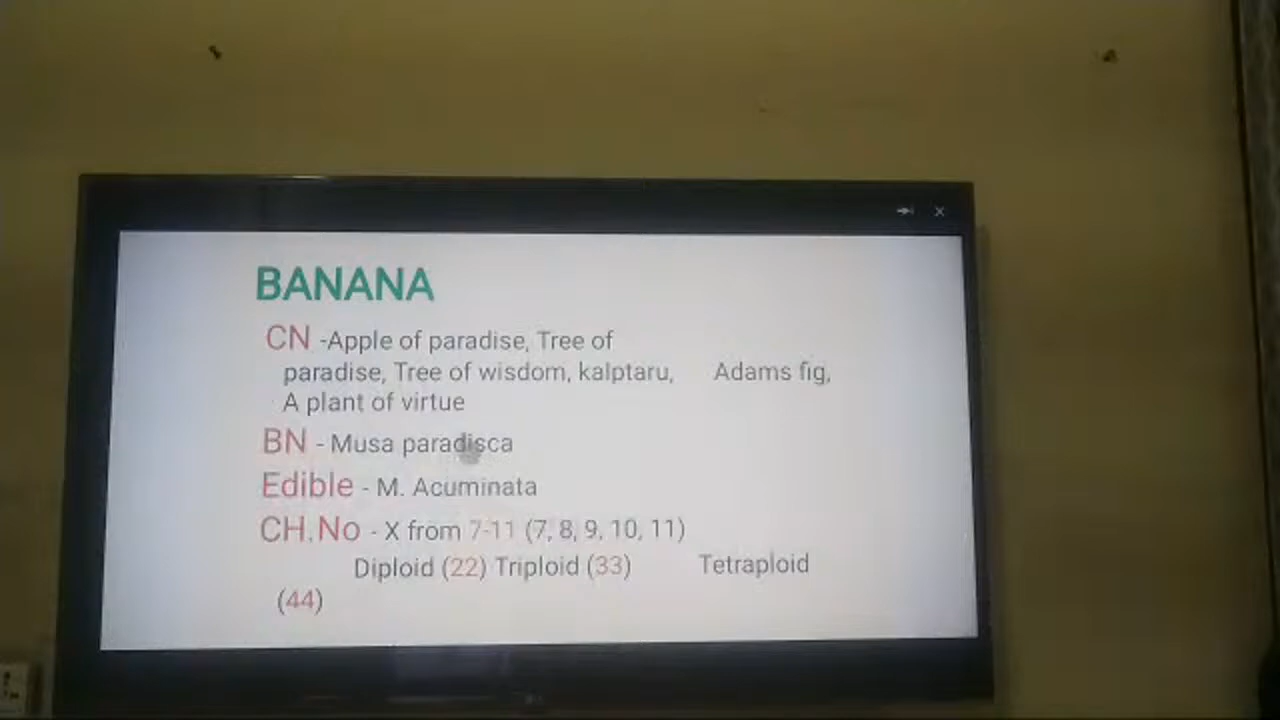 BANANA
CN -Apple of paradise, Tree of
paradise, Tree of wisdom, kalptaru, Adams fig,
A plant of virtue
BN - Musa paradisca
Edible - M. Acuminata
CH.No - X from 7-11 (7, 8, 9, 10, 11)
Diploid (22) Triploid (33) Tetraploid
(44)